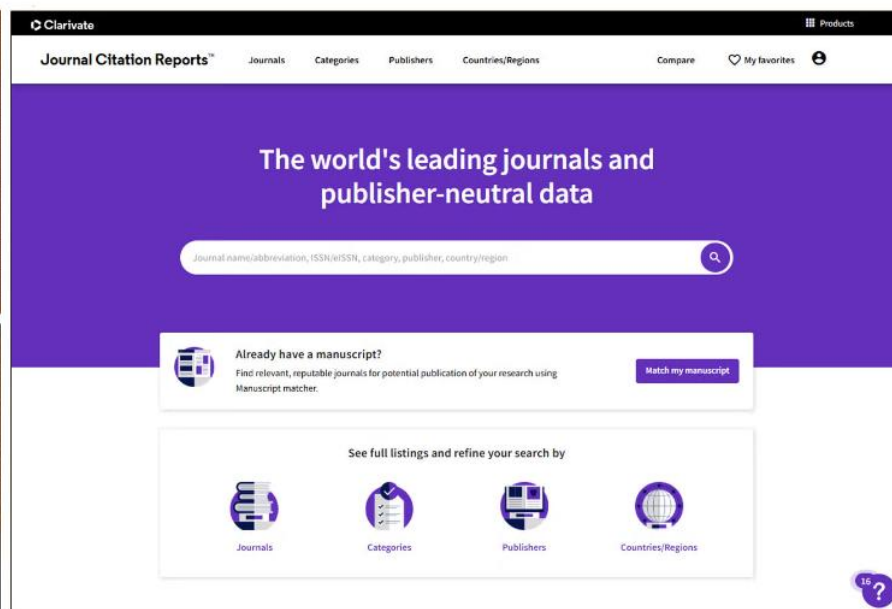 Clarivate
Products
Journal Citation Reports™
Journals
Categories
Publishers
Countries/Regions
Compare
My favorites
The world's leading journals and
publisher-neutral data
Journal name/abbreviation, ISSN/eISSN, category, publisher, country/region
Already have a manuscript?
Find relevant, reputable journals for potential publication of your research using
Manuscript matcher.
Match my manuscript
See full listings and refine your search by
Journals
Categories
Publishers
Countries/Regions
16
?